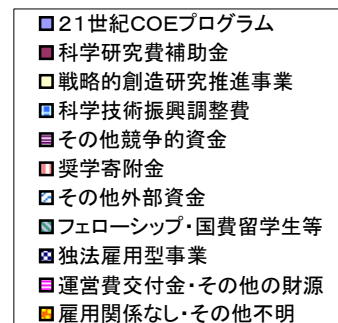 21世紀COEプログラム
科学研究費補助金
戦略的創造研究推進事業
科学技術振興調整費
その他競争的資金
奨学寄附金
その他外部資金
フェローシップ・国費留学生等
独法雇用型事業
運営費交付金・その他の財源
雇用関係なし・その他不明